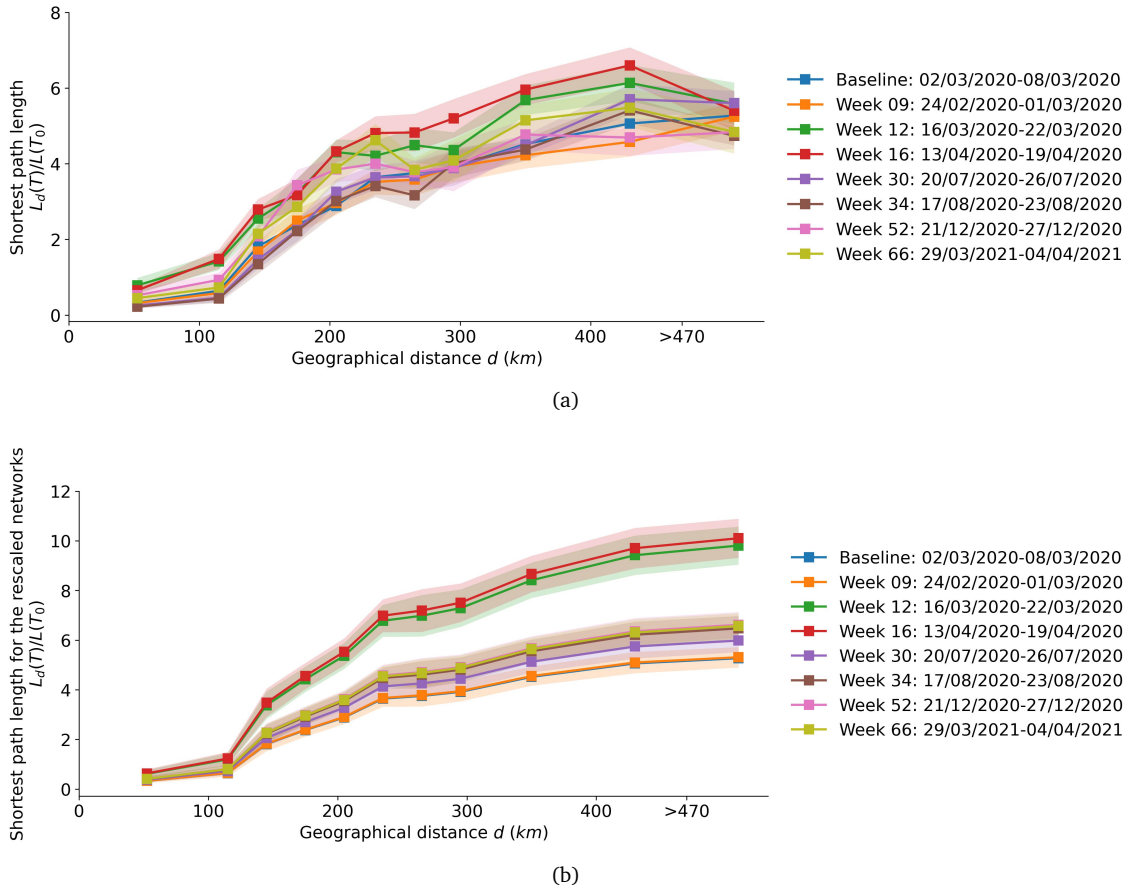 Shortest path length
L_d(T)/L(T_0)
8
6
4
2
0
0 100 200 300 400 >470
Geographical distance d (km)
Baseline: 02/03/2020-08/03/2020
Week 09: 24/02/2020-01/03/2020
Week 12: 16/03/2020-22/03/2020
Week 16: 13/04/2020-19/04/2020
Week 30: 20/07/2020-26/07/2020
Week 34: 17/08/2020-23/08/2020
Week 52: 21/12/2020-27/12/2020
Week 66: 29/03/2021-04/04/2021
(a)
Shortest path length for the rescaled networks
L_d(T)/L(T_0)
12
10
8
6
4
2
0
0 100 200 300 400 >470
Geographical distance d (km)
Baseline: 02/03/2020-08/03/2020
Week 09: 24/02/2020-01/03/2020
Week 12: 16/03/2020-22/03/2020
Week 16: 13/04/2020-19/04/2020
Week 30: 20/07/2020-26/07/2020
Week 34: 17/08/2020-23/08/2020
Week 52: 21/12/2020-27/12/2020
Week 66: 29/03/2021-04/04/2021
(b)